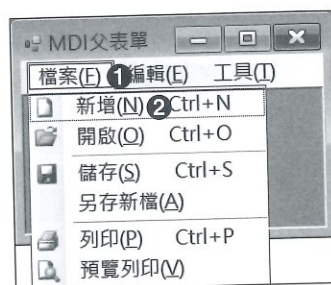 MDI父表單
檔案(F) ❶ 編輯(E) 工具(T)
新增(N) ❷ Ctrl+N
開啟(O) Ctrl+O
儲存(S) Ctrl+S
另存新檔(A)
列印(P) Ctrl+P
預覽列印(V)